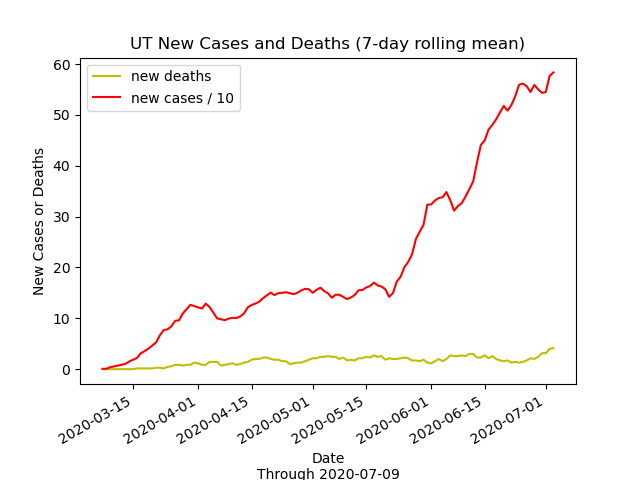 UT New Cases and Deaths (7-day rolling mean)
new deaths
new cases / 10
60
50
40
30
20
10
0
New Cases or Deaths
2020-03-15
2020-04-01
2020-04-15
2020-05-01
2020-05-15
2020-06-01
2020-06-15
2020-07-01
Date
Through 2020-07-09